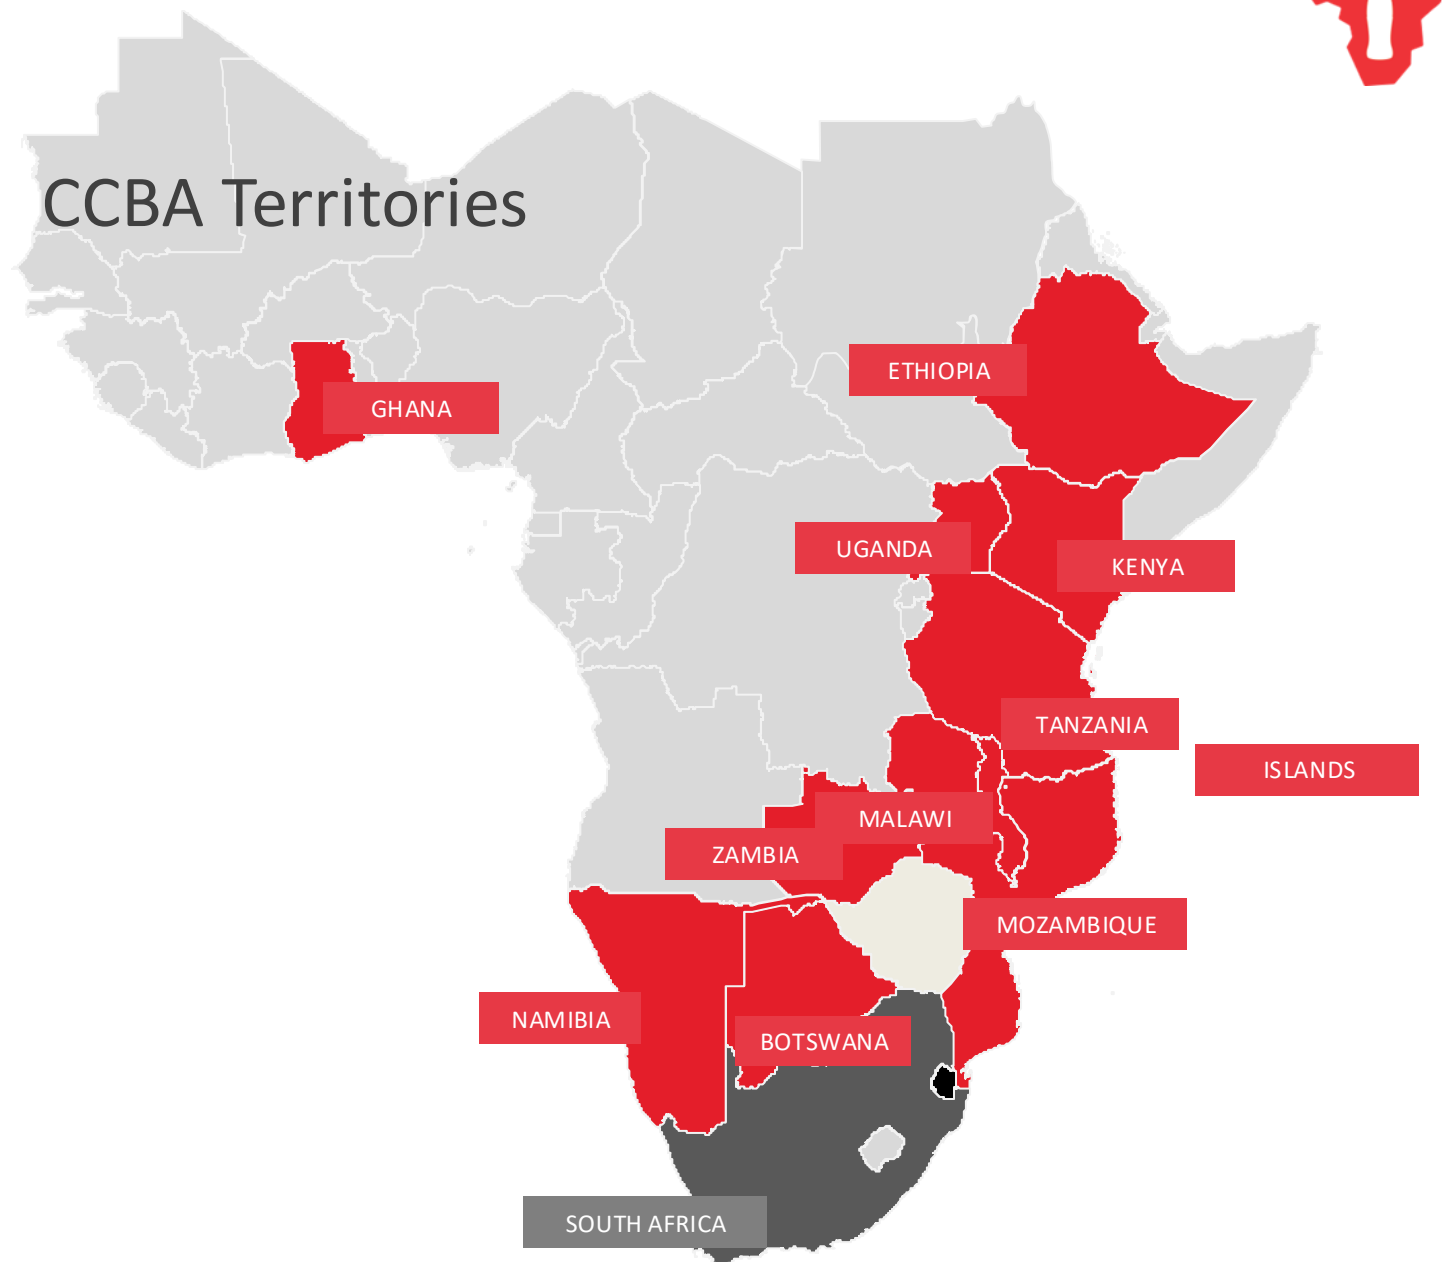 CCBA Territories
ETHIOPIA
GHANA
UGANDA
KENYA
TANZANIA
ISLANDS
MALAWI
ZAMBIA
MOZAMBIQUE
NAMIBIA
BOTSWANA
SOUTH AFRICA